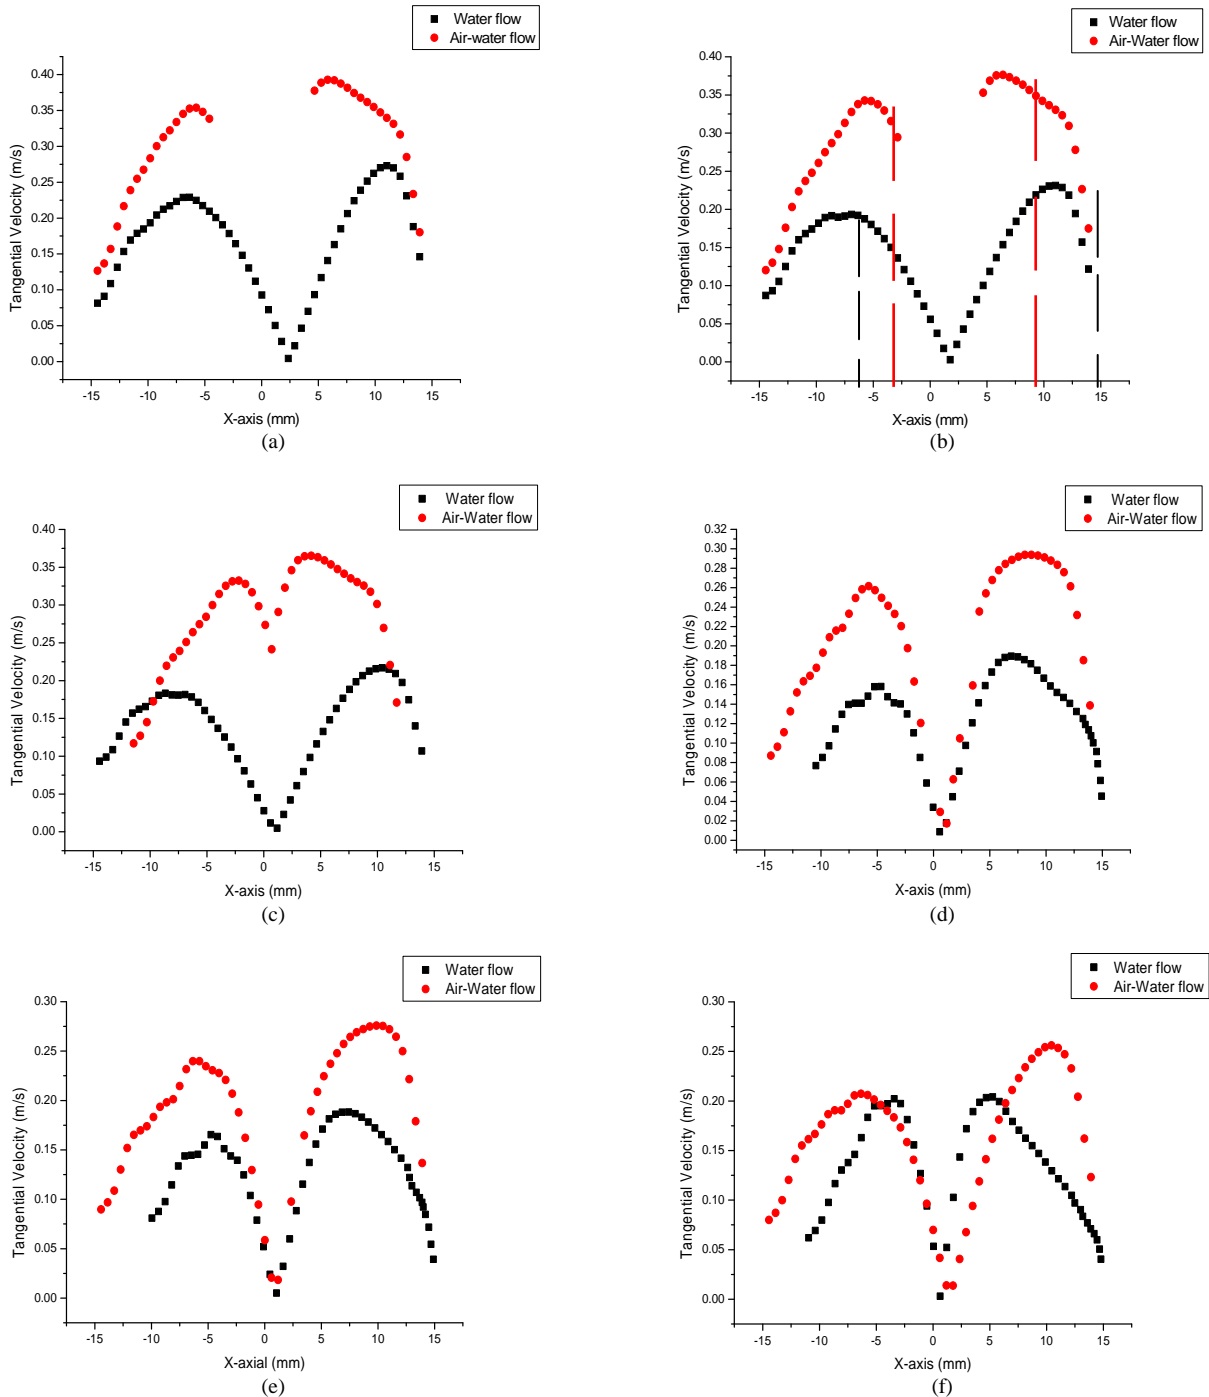 Water flow
Air-water flow
0.40
0.35
0.30
0.25
0.20
0.15
0.10
0.05
0.00
Tangential Velocity (m/s)
-15 -10 -5 0 5 10 15
X-axis (mm)
(a)
Water flow
Air-Water flow
0.40
0.35
0.30
0.25
0.20
0.15
0.10
0.05
0.00
Tangential Velocity (m/s)
-15 -10 -5 0 5 10 15
X-axis (mm)
(b)
Water flow
Air-Water flow
0.40
0.35
0.30
0.25
0.20
0.15
0.10
0.05
0.00
Tangential Velocity (m/s)
-15 -10 -5 0 5 10 15
X-axis (mm)
(c)
Water flow
Air-Water flow
0.32
0.30
0.28
0.26
0.24
0.22
0.20
0.18
0.16
0.14
0.12
0.10
0.08
0.06
0.04
0.02
0.00
Tangential Velocity (m/s)
-15 -10 -5 0 5 10 15
X-axis (mm)
(d)
Water flow
Air-Water flow
0.30
0.25
0.20
0.15
0.10
0.05
0.00
Tangential Velocity (m/s)
-15 -10 -5 0 5 10 15
X-axial (mm)
(e)
Water flow
Air-Water flow
0.30
0.25
0.20
0.15
0.10
0.05
0.00
Tangential Velocity (m/s)
-15 -10 -5 0 5 10 15
X-axis (mm)
(f)